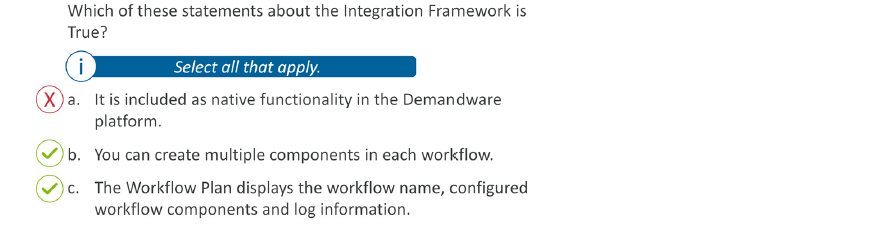 Which of these statements about the Integration Framework is
True?
i Select all that apply.
X a. It is included as native functionality in the Demandware
platform.
b. You can create multiple components in each workflow.
c. The Workflow Plan displays the workflow name, configured
workflow components and log information.